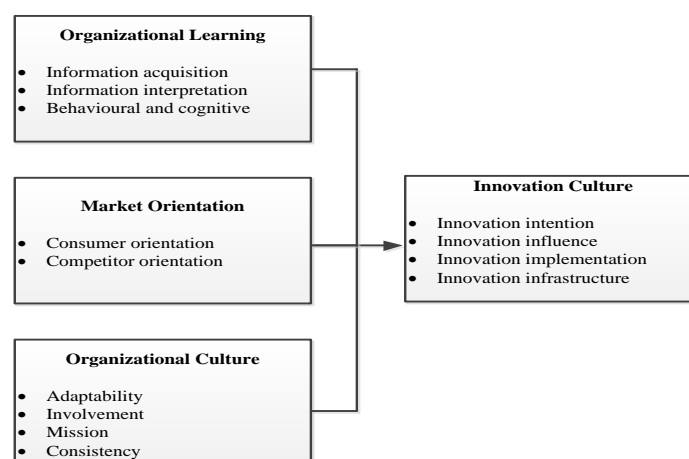 Organizational Learning
• Information acquisition
• Information interpretation
• Behavioural and cognitive
Market Orientation
• Consumer orientation
• Competitor orientation
Organizational Culture
• Adaptability
• Involvement
• Mission
• Consistency
Innovation Culture
• Innovation intention
• Innovation influence
• Innovation implementation
• Innovation infrastructure